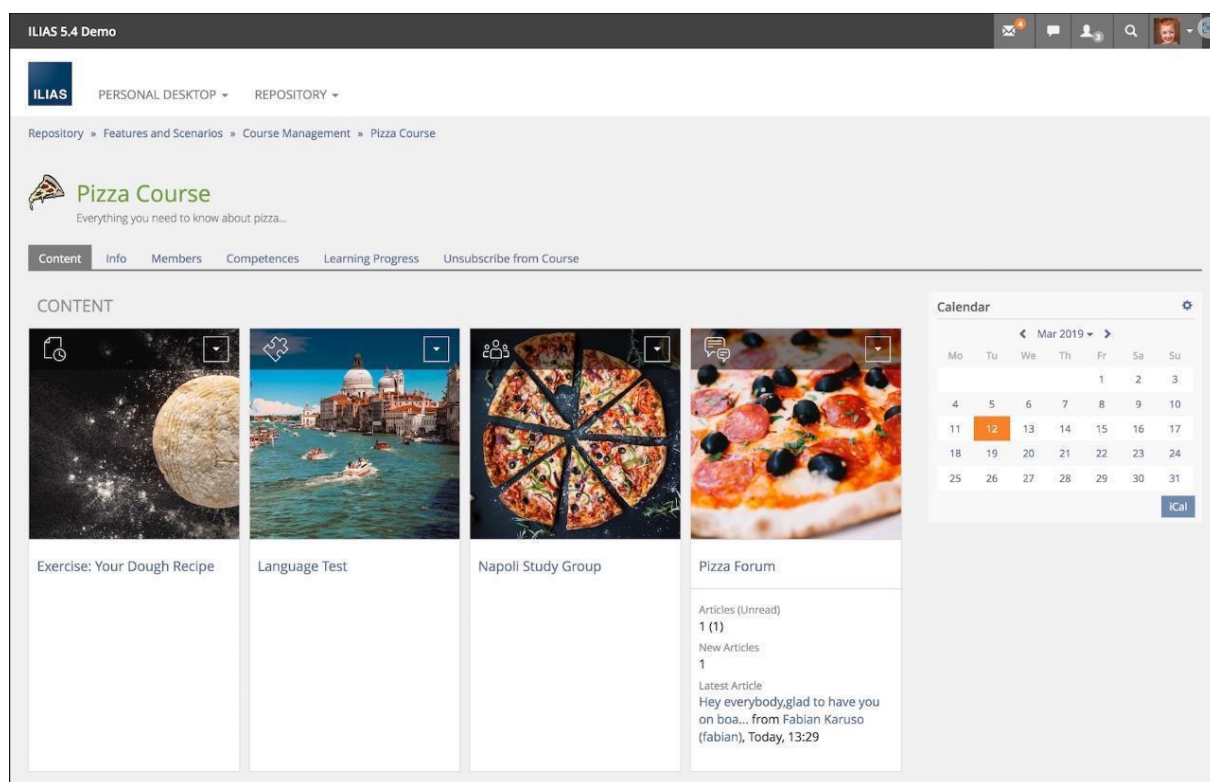 ILIAS 5.4 Demo
4
3
ILIAS
PERSONAL DESKTOP
REPOSITORY
Repository » Features and Scenarios » Course Management » Pizza Course
Pizza Course
Everything you need to know about pizza...
Content Info Members Competences Learning Progress Unsubscribe from Course
CONTENT
Exercise: Your Dough Recipe
Language Test
Napoli Study Group
Pizza Forum
Articles (Unread)
1 (1)
New Articles
1
Latest Article
Hey everybody,glad to have you
on boa... from Fabian Karuso
(fabian), Today, 13:29
Calendar
Mar 2019
Mo Tu We Th Fr Sa Su
1 2 3
4 5 6 7 8 9 10
11 12 13 14 15 16 17
18 19 20 21 22 23 24
25 26 27 28 29 30 31
iCal